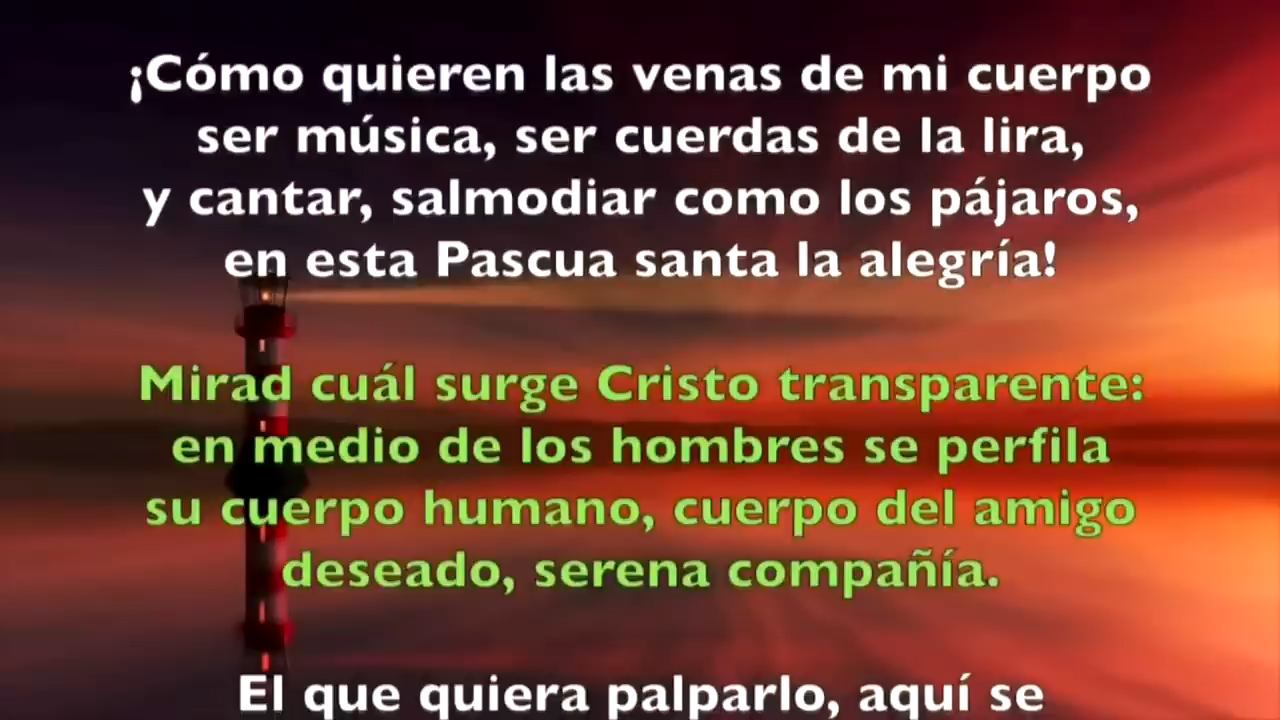 ¡Cómo quieren las venas de mi cuerpo
ser música, ser cuerdas de la lira,
y cantar, salmodiar como los pájaros,
en esta Pascua santa la alegría!
Mirad cuál surge Cristo transparente:
en medio de los hombres se perfila
su cuerpo humano, cuerpo del amigo
deseado, serena compañía.
El que quiera palparlo, aquí se